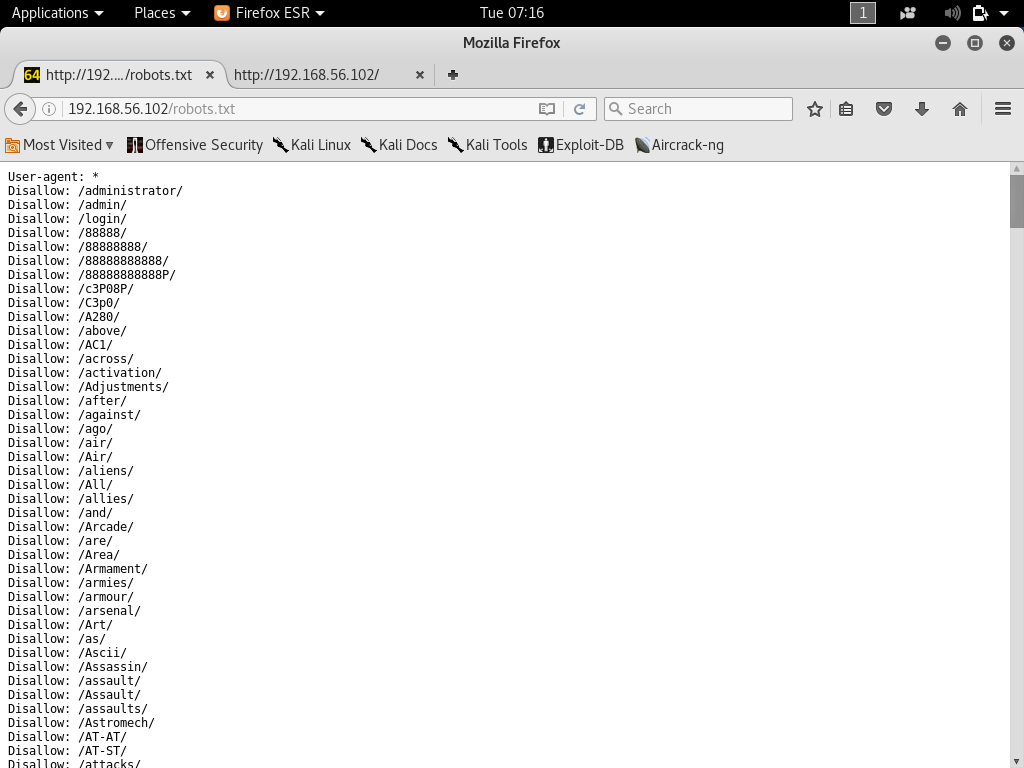 Applications Places Firefox ESR Tue 07:16 1
Mozilla Firefox
64 http://192..../robots.txt http://192.168.56.102/
192.168.56.102/robots.txt Search
Most Visited Offensive Security Kali Linux Kali Docs Kali Tools Exploit-DB Aircrack-ng
User-agent: *
Disallow: /administrator/
Disallow: /admin/
Disallow: /login/
Disallow: /88888/
Disallow: /88888888/
Disallow: /88888888888/
Disallow: /88888888888P/
Disallow: /c3P08P/
Disallow: /C3p0/
Disallow: /A280/
Disallow: /above/
Disallow: /AC1/
Disallow: /across/
Disallow: /activation/
Disallow: /Adjustments/
Disallow: /after/
Disallow: /against/
Disallow: /ago/
Disallow: /air/
Disallow: /Air/
Disallow: /aliens/
Disallow: /All/
Disallow: /allies/
Disallow: /and/
Disallow: /Arcade/
Disallow: /are/
Disallow: /Area/
Disallow: /Armament/
Disallow: /armies/
Disallow: /armour/
Disallow: /arsenal/
Disallow: /Art/
Disallow: /as/
Disallow: /Ascii/
Disallow: /Assassin/
Disallow: /assault/
Disallow: /Assault/
Disallow: /assaults/
Disallow: /Astromech/
Disallow: /AT-AT/
Disallow: /AT-ST/
Disallow: /attacks/